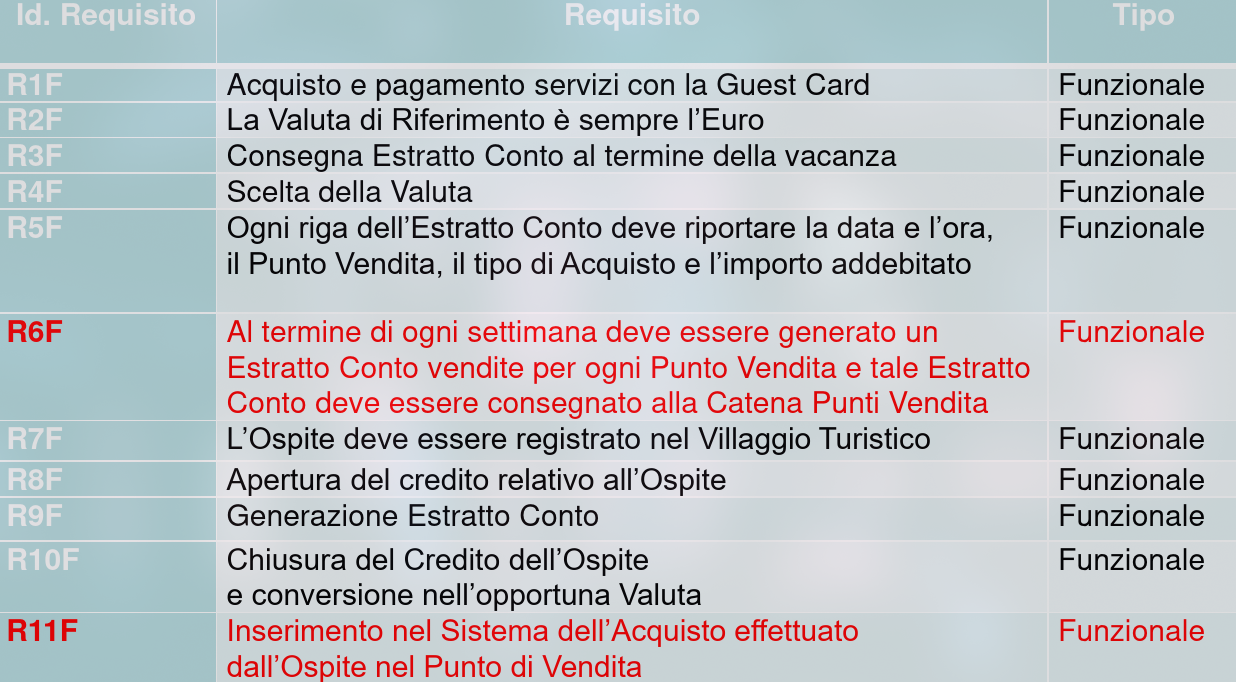 Id. Requisito Requisito Tipo
R1F Acquisto e pagamento servizi con la Guest Card Funzionale
R2F La Valuta di Riferimento è sempre l’Euro Funzionale
R3F Consegna Estratto Conto al termine della vacanza Funzionale
R4F Scelta della Valuta Funzionale
R5F Ogni riga dell’Estratto Conto deve riportare la data e l’ora, Funzionale
il Punto Vendita, il tipo di Acquisto e l’importo addebitato
R6F Al termine di ogni settimana deve essere generato un Funzionale
Estratto Conto vendite per ogni Punto Vendita e tale Estratto
Conto deve essere consegnato alla Catena Punti Vendita
R7F L’Ospite deve essere registrato nel Villaggio Turistico Funzionale
R8F Apertura del credito relativo all’Ospite Funzionale
R9F Generazione Estratto Conto Funzionale
R10F Chiusura del Credito dell’Ospite Funzionale
e conversione nell’opportuna Valuta
R11F Inserimento nel Sistema dell’Acquisto effettuato Funzionale
dall’Ospite nel Punto di Vendita